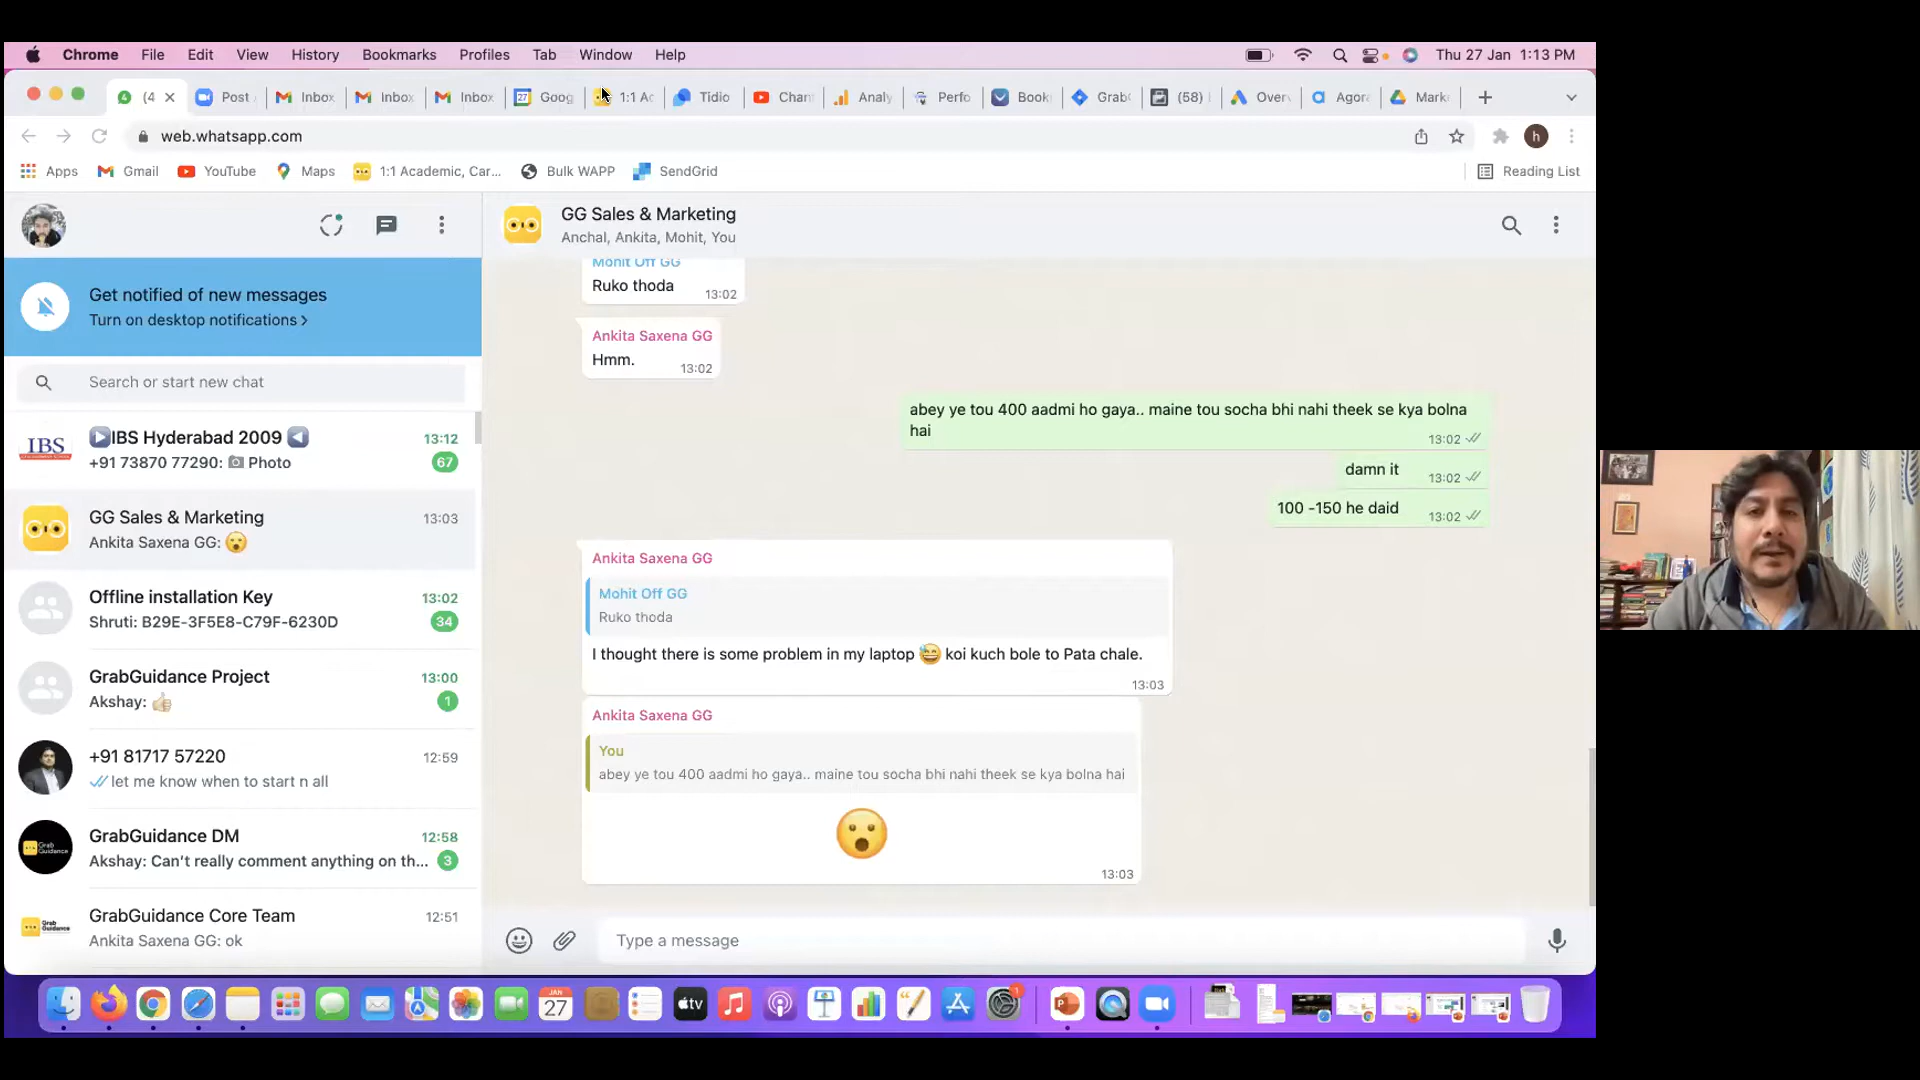 Chrome File Edit View History Bookmarks Profiles Tab Window Help Thu 27 Jan 1:13 PM
(4 Post Inbox Inbox Inbox Goog 1:1 Ac Tidio Chan Analy Perfo Book Grab (58) Over Agora Mark
web.whatsapp.com h
Apps Gmail YouTube Maps 1:1 Academic, Car... Bulk WAPP SendGrid Reading List
GG Sales & Marketing
Anchal, Ankita, Mohit, You
Get notified of new messages
Turn on desktop notifications >
Search or start new chat
IBS
IBS Hyderabad 2009 13:12
+91 73870 77290: Photo 67
GG Sales & Marketing 13:03
Ankita Saxena GG: 😮
Offline installation Key 13:02
Shruti: B29E-3F5E8-C79F-6230D 34
GrabGuidance Project 13:00
Akshay: 👍 1
+91 81717 57220 12:59
let me know when to start n all
GrabGuidance DM 12:58
Akshay: Can't really comment anything on th... 3
GrabGuidance Core Team 12:51
Ankita Saxena GG: ok
Mohit Off GG
Ruko thoda 13:02
Ankita Saxena GG
Hmm. 13:02
abey ye tou 400 aadmi ho gaya.. maine tou socha bhi nahi theek se kya bolna
hai 13:02
damn it 13:02
100 -150 he daid 13:02
Ankita Saxena GG
Mohit Off GG
Ruko thoda
I thought there is some problem in my laptop 😅 koi kuch bole to Pata chale.
13:03
Ankita Saxena GG
You
abey ye tou 400 aadmi ho gaya.. maine tou socha bhi nahi theek se kya bolna hai
😮
13:03
Type a message
JAN
27
tv
1